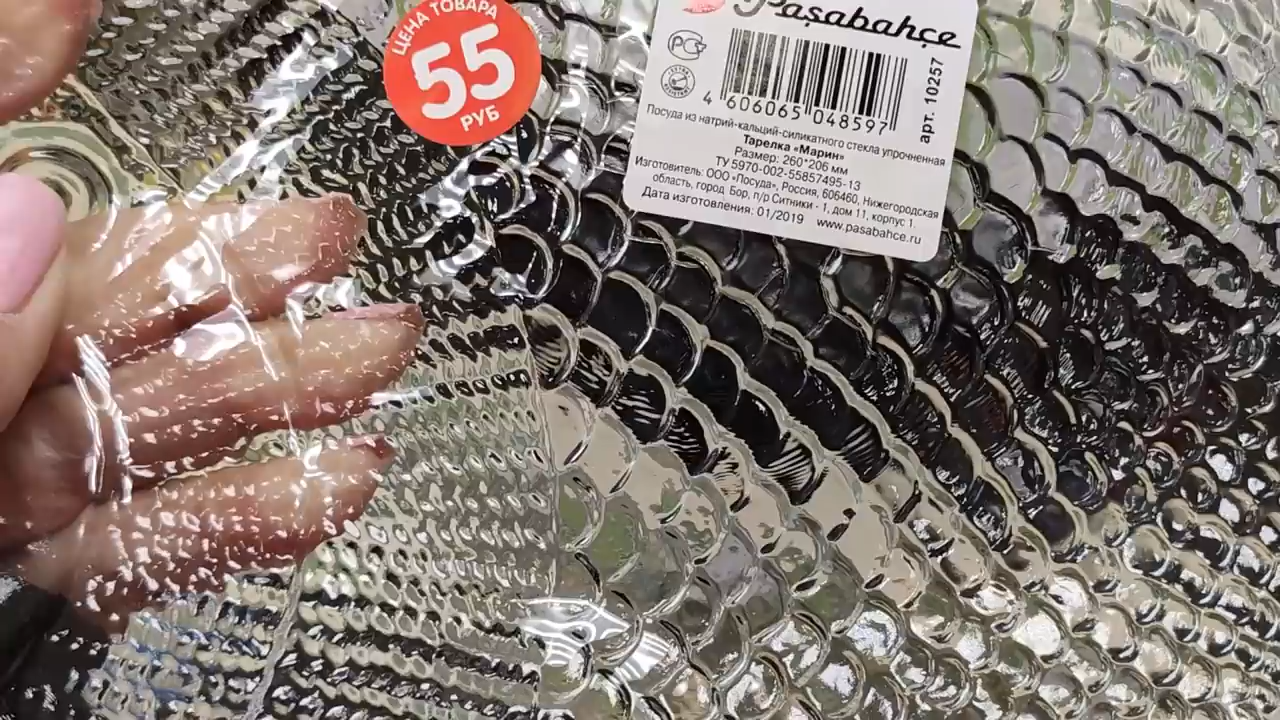 ЦЕНА ТОВАРА
55
РУБ
Paşabahçe
арт. 10257
4 606065 048597
Посуда из натрий-кальций-силикатного стекла упрочненная
Тарелка «Марин»
Размер: 260*206 мм
ТУ 5970-002-55857495-13
Изготовитель: ООО «Посуда», Россия, 606460, Нижегородская
область, город Бор, п/р Ситники - 1, дом 11, корпус 1.
Дата изготовления: 01/2019 www.pasabahce.ru